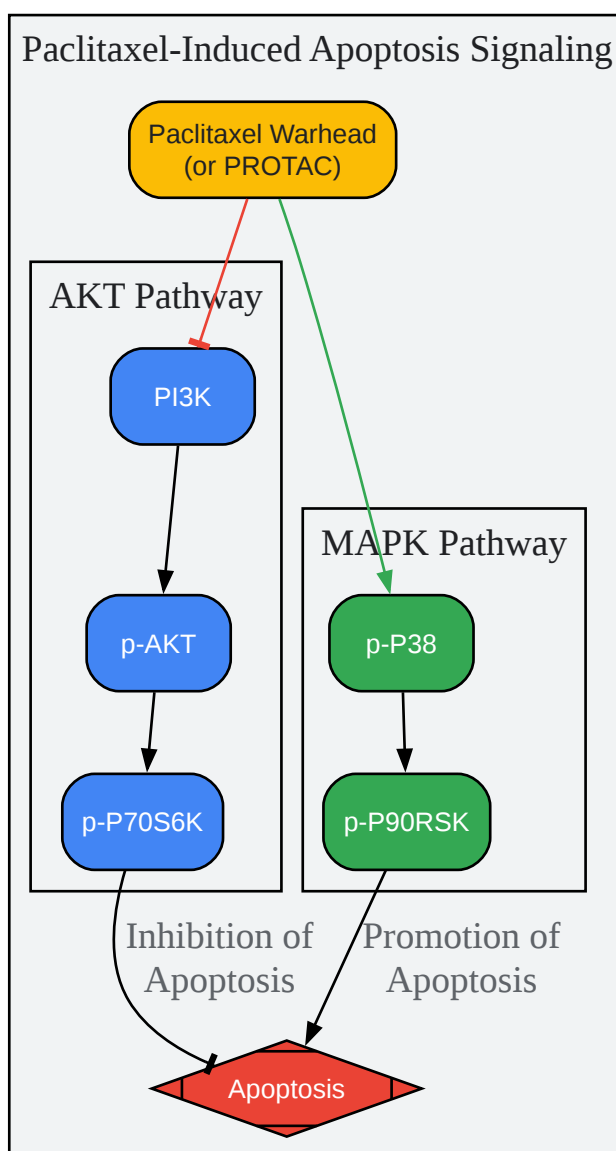 Paclitaxel-Induced Apoptosis Signaling
Paclitaxel Warhead
(or PROTAC)
AKT Pathway
PI3K
MAPK Pathway
p-AKT
p-P38
p-P70S6K
p-P90RSK
Inhibition of
Apoptosis
Promotion of
Apoptosis
Apoptosis